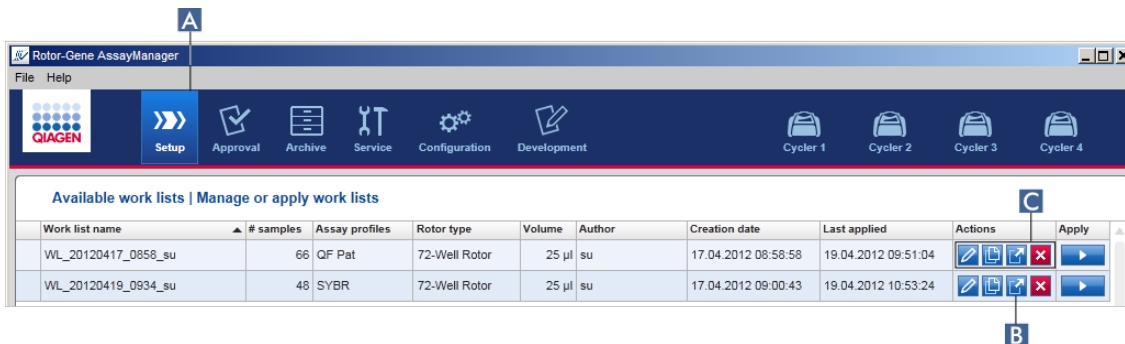 A
Rotor-Gene AssayManager
File Help
QIAGEN
Setup Approval Archive Service Configuration Development Cycler 1 Cycler 2 Cycler 3 Cycler 4
Available work lists | Manage or apply work lists
C
Work list name # samples Assay profiles Rotor type Volume Author Creation date Last applied Actions Apply
WL_20120417_0858_su 66 QF Pat 72-Well Rotor 25 µl su 17.04.2012 08:58:58 19.04.2012 09:51:04
WL_20120419_0934_su 48 SYBR 72-Well Rotor 25 µl su 17.04.2012 09:00:43 19.04.2012 10:53:24
B